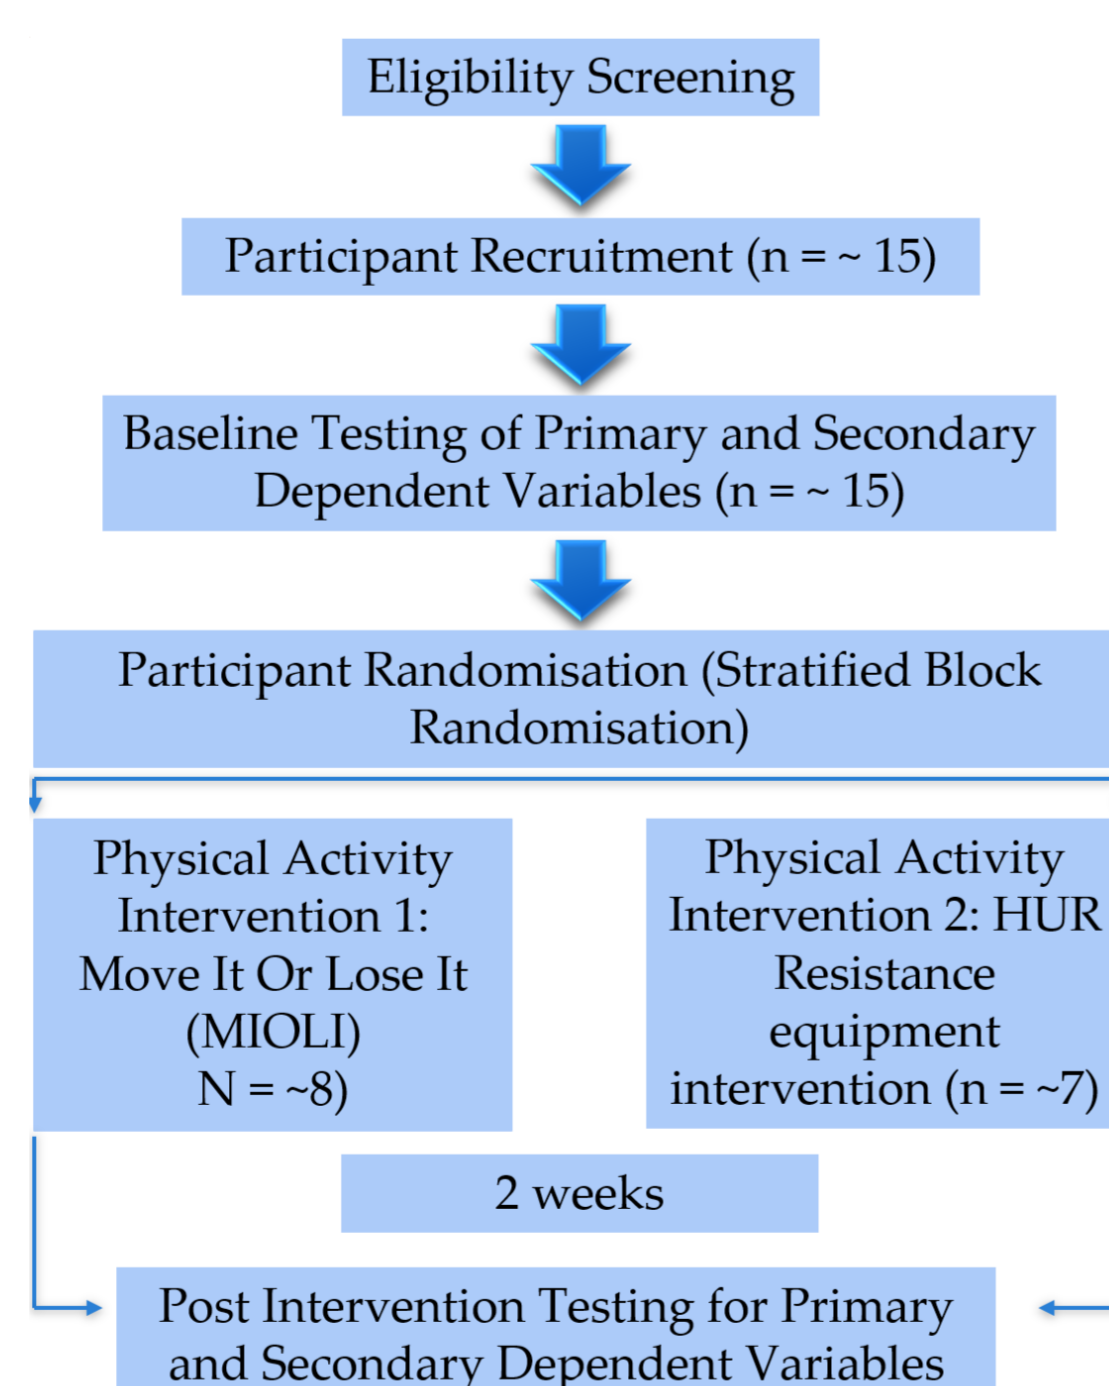 Eligibility Screening
Participant Recruitment (n = ~ 15)
Baseline Testing of Primary and Secondary
Dependent Variables (n = ~ 15)
Participant Randomisation (Stratified Block
Randomisation)
Physical Activity
Intervention 1:
Move It Or Lose It
(MIOLI)
N = ~8)
Physical Activity
Intervention 2: HUR
Resistance
equipment
intervention (n = ~7)
2 weeks
Post Intervention Testing for Primary
and Secondary Dependent Variables